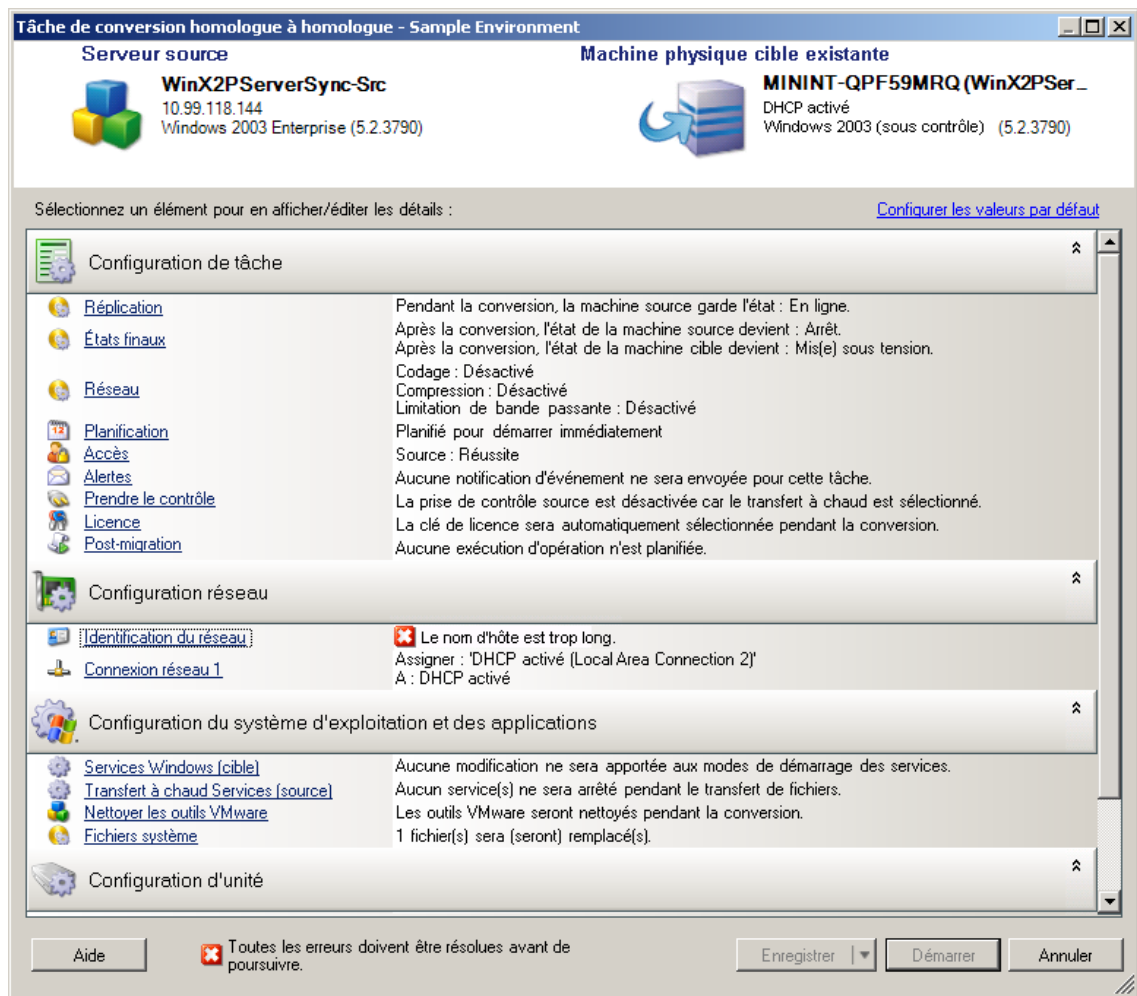 Tâche de conversion homologue à homologue - Sample Environment
Serveur source
WinX2PServerSync-Src
10.99.118.144
Windows 2003 Enterprise (5.2.3790)
Machine physique cible existante
MININT-QPF59MRQ (WinX2PSer...
DHCP activé
Windows 2003 (sous contrôle) (5.2.3790)
Sélectionnez un élément pour en afficher/éditer les détails :
Configurer les valeurs par défaut
Configuration de tâche
Réplication
Pendant la conversion, la machine source garde l'état : En ligne.
États finaux
Après la conversion, l'état de la machine source devient : Arrêt.
Après la conversion, l'état de la machine cible devient : Mis(e) sous tension.
Réseau
Codage : Désactivé
Compression : Désactivé
Limitation de bande passante : Désactivé
Planification
Planifié pour démarrer immédiatement
Accès
Source : Réussite
Alertes
Aucune notification d'événement ne sera envoyée pour cette tâche.
Prendre le contrôle
La prise de contrôle source est désactivée car le transfert à chaud est sélectionné.
Licence
La clé de licence sera automatiquement sélectionnée pendant la conversion.
Post-migration
Aucune exécution d'opération n'est planifiée.
Configuration réseau
Identification du réseau
Le nom d'hôte est trop long.
Connexion réseau 1
Assigner : 'DHCP activé (Local Area Connection 2)'
A : DHCP activé
Configuration du système d'exploitation et des applications
Services Windows (cible)
Aucune modification ne sera apportée aux modes de démarrage des services.
Transfert à chaud Services (source)
Aucun service(s) ne sera arrêté pendant le transfert de fichiers.
Nettoyer les outils VMware
Les outils VMware seront nettoyés pendant la conversion.
Fichiers système
1 fichier(s) sera (seront) remplacé(s).
Configuration d'unité
Aide
Toutes les erreurs doivent être résolues avant de
poursuivre.
Enregistrer
Démarrer
Annuler